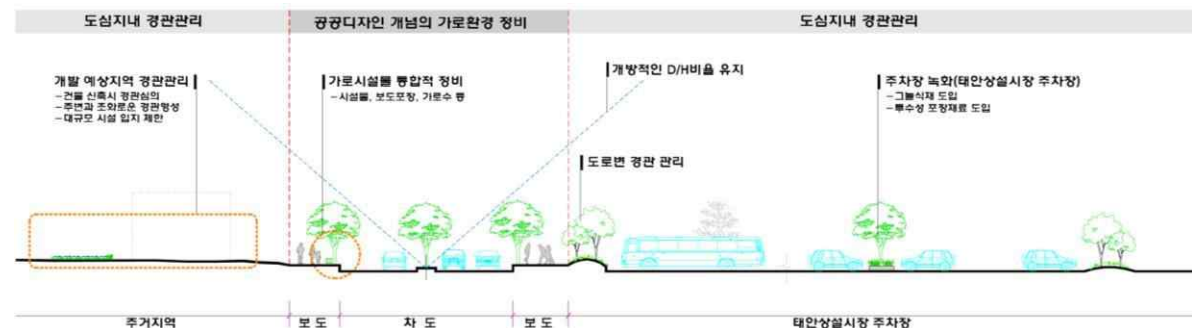 도심지내 경관관리
공공디자인 개념의 가로환경 정비
도심지내 경관관리
개발 예상지역 경관관리
-건물 신축시 경관심의
-주변과 조화로운 경관형성
-대규모 시설 입지 제한
가로시설물 통합적 정비
-시설물, 보도포장, 가로수 등
개방적인 D/H비율 유지
주차장 녹화(태안상설시장 주차장)
-그늘식재 도입
-투수성 포장재료 도입
도로변 경관 관리
주거지역
보 도
차 도
보 도
태안상설시장 주차장